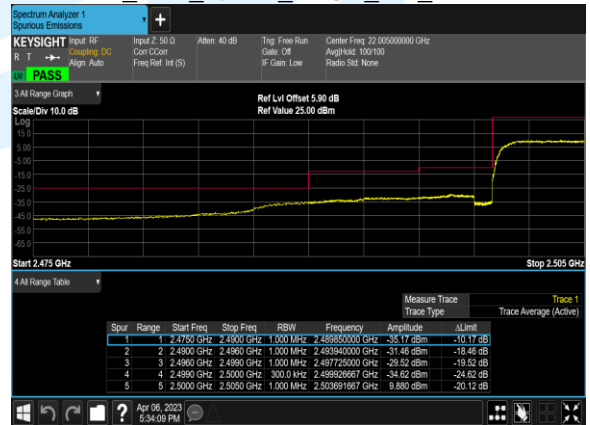 Spectrum Analyzer 1
Spurious Emissions
+
KEYSIGHT Input: RF Input Z: 50 Ω Atten: 40 dB Trig: Free Run Center Freq: 22.005000000 GHz
R T Coupling: DC Corr CCorr Gate: Off Avg|Hold: 100/100
Align: Auto Freq Ref: Int (S) IF Gain: Low Radio Std: None
LM PASS
3 All Range Graph
Ref Lvl Offset 5.90 dB
Scale/Div 10.0 dB Ref Value 25.00 dBm
Log
15.0
5.00
-5.00
-15.0
-25.0
-35.0
-45.0
-55.0
-65.0
Start 2.475 GHz Stop 2.505 GHz
4 All Range Table
Measure Trace Trace 1
Trace Type Trace Average (Active)
Spur Range Start Freq Stop Freq RBW Frequency Amplitude ΔLimit
1 1 2.4750 GHz 2.4900 GHz 1.000 MHz 2.489850000 GHz -35.17 dBm -10.17 dB
2 2 2.4900 GHz 2.4960 GHz 1.000 MHz 2.493940000 GHz -31.46 dBm -18.46 dB
3 3 2.4960 GHz 2.4990 GHz 1.000 MHz 2.497725000 GHz -29.52 dBm -19.52 dB
4 4 2.4990 GHz 2.5000 GHz 300.0 kHz 2.499926667 GHz -34.62 dBm -24.62 dB
5 5 2.5000 GHz 2.5050 GHz 1.000 MHz 2.503691667 GHz 9.880 dBm -20.12 dB
? Apr 06, 2023
5:34:09 PM